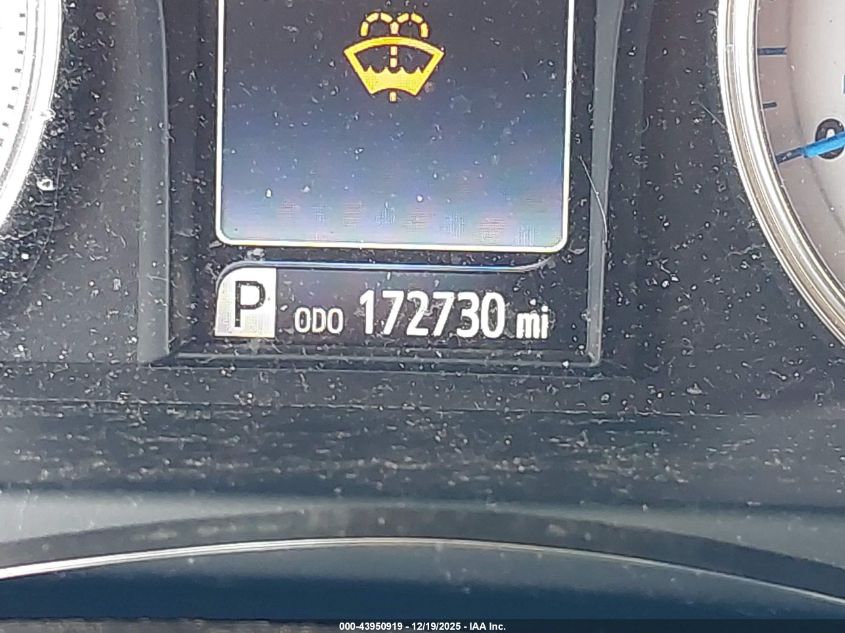 P ODO 172730 mi
000-43950919 - 12/19/2025 - IAA Inc.